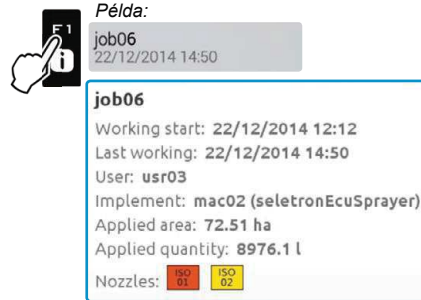 Példa:
F1
job06
22/12/2014 14:50
job06
Working start: 22/12/2014 12:12
Last working: 22/12/2014 14:50
User: usr03
Implement: mac02 (seletronEcuSprayer)
Applied area: 72.51 ha
Applied quantity: 8976.1 l
Nozzles: ISO 01 ISO 02